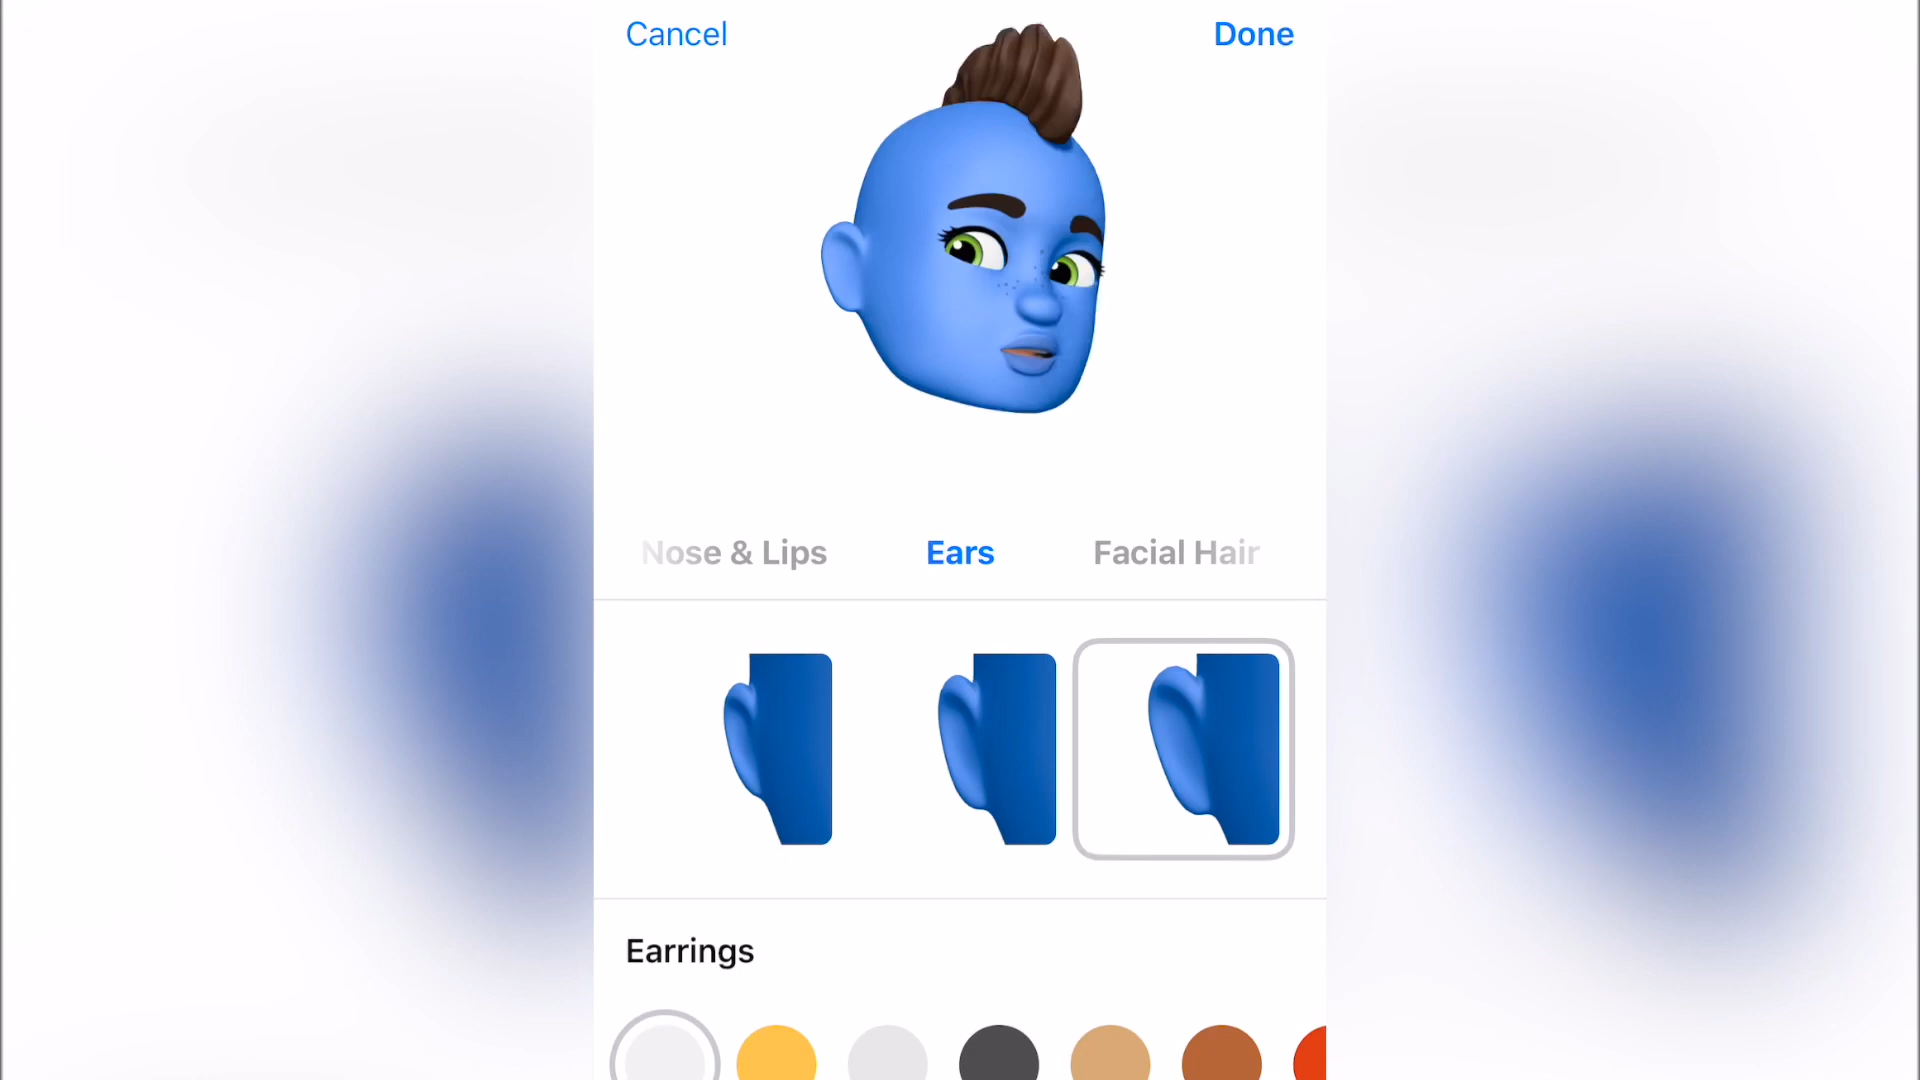 Cancel
Done
Nose & Lips
Ears
Facial Hair
Earrings